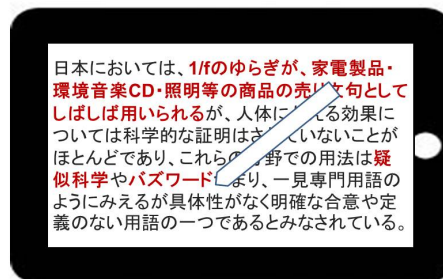 日本においては、1/fのゆらぎが、家電製品・
環境音楽CD・照明等の商品の売り文句として
しばしば用いられるが、人体に える効果に
ついては科学的な証明はさ ていないことが
ほとんどであり、これらの 野での用法は疑
似科学やバズワード まり、一見専門用語の
ようにみえるが具体性がなく明確な合意や定
義のない用語の一つであるとみなされている。